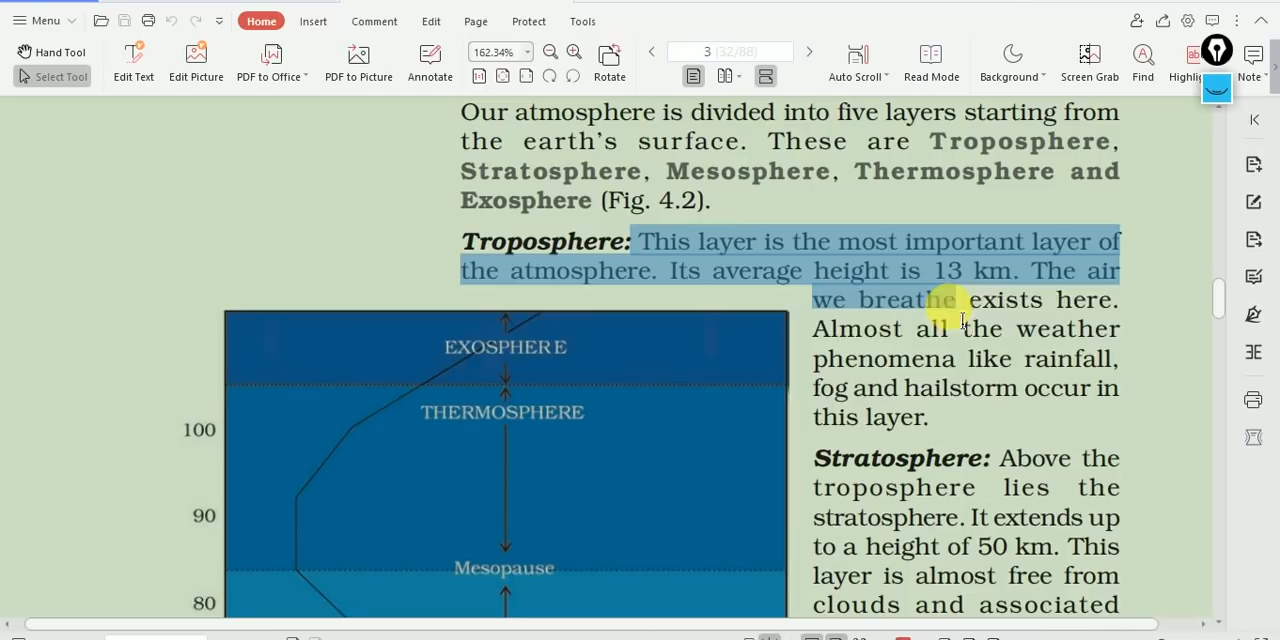 Menu Home Insert Comment Edit Page Protect Tools
Hand Tool
Select Tool
Edit Text Edit Picture PDF to Office PDF to Picture Annotate
162.34%
Rotate
3 (32/88)
Auto Scroll Read Mode Background Screen Grab Find Highlig Note
Our atmosphere is divided into five layers starting from
the earth's surface. These are Troposphere,
Stratosphere, Mesosphere, Thermosphere and
Exosphere (Fig. 4.2).
Troposphere: This layer is the most important layer of
the atmosphere. Its average height is 13 km. The air
we breathe exists here.
Almost all the weather
phenomena like rainfall,
fog and hailstorm occur in
this layer.
Stratosphere: Above the
troposphere lies the
stratosphere. It extends up
to a height of 50 km. This
layer is almost free from
clouds and associated
EXOSPHERE
THERMOSPHERE
100
90
Mesopause
80